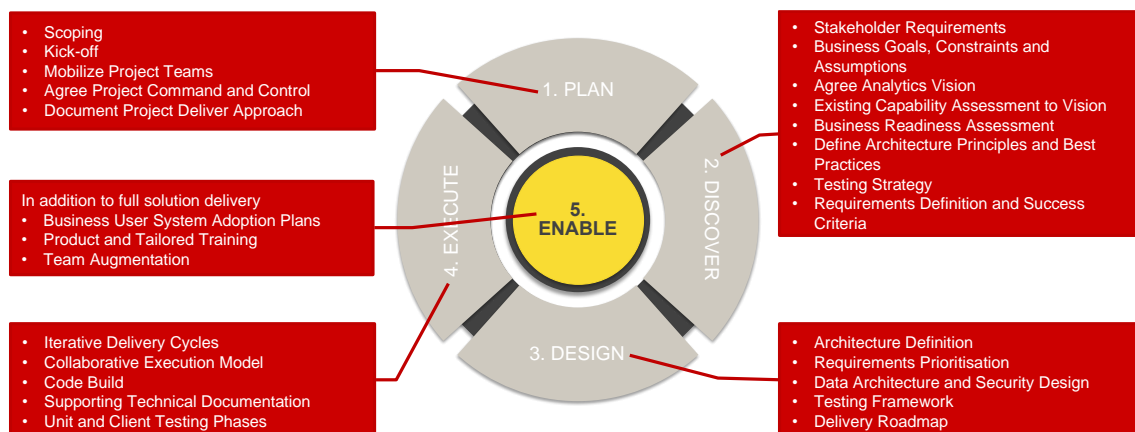 • Scoping
• Kick-off
• Mobilize Project Teams
• Agree Project Command and Control
• Document Project Deliver Approach
1. PLAN
• Stakeholder Requirements
• Business Goals, Constraints and
Assumptions
• Agree Analytics Vision
• Existing Capability Assessment to Vision
• Business Readiness Assessment
• Define Architecture Principles and Best
Practices
• Testing Strategy
• Requirements Definition and Success
Criteria
2. DISCOVER
In addition to full solution delivery
• Business User System Adoption Plans
• Product and Tailored Training
• Team Augmentation
4. EXECUTE
5.
ENABLE
• Iterative Delivery Cycles
• Collaborative Execution Model
• Code Build
• Supporting Technical Documentation
• Unit and Client Testing Phases
3. DESIGN
• Architecture Definition
• Requirements Prioritisation
• Data Architecture and Security Design
• Testing Framework
• Delivery Roadmap